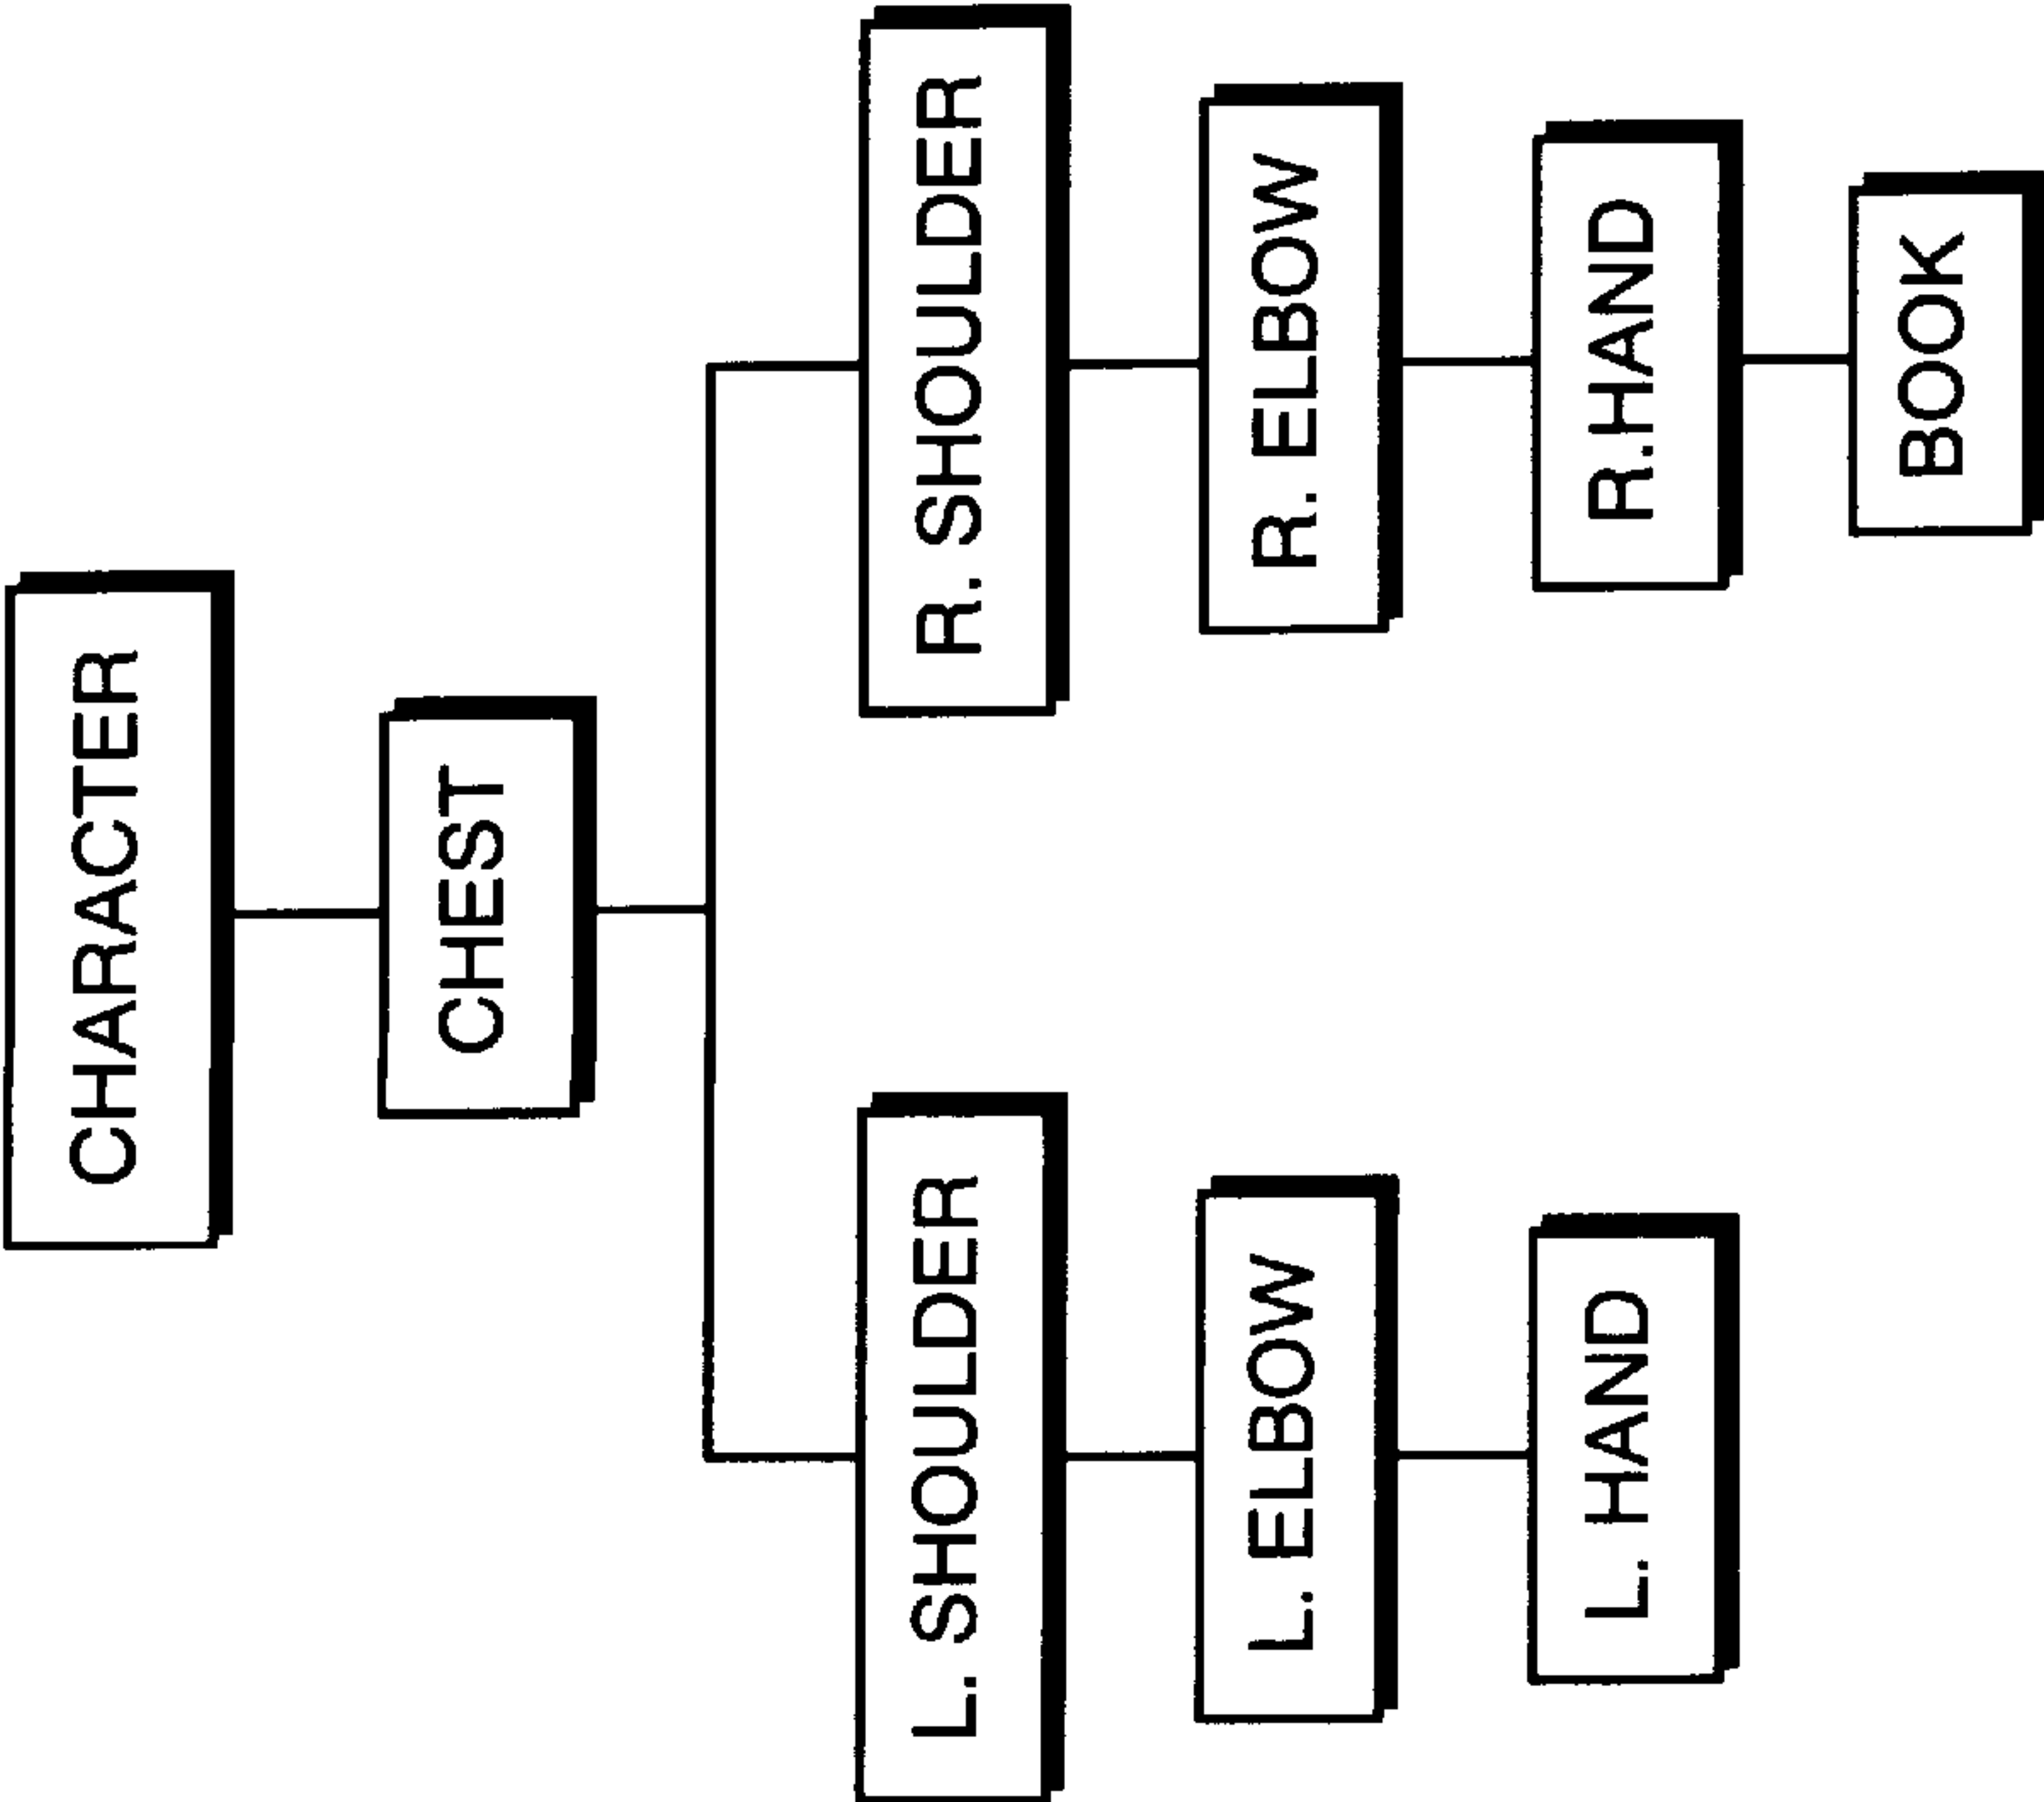 CHARACTER
CHEST
L. SHOULDER
R. SHOULDER
L. ELBOW
R. ELBOW
L. HAND
R.HAND
BOOK